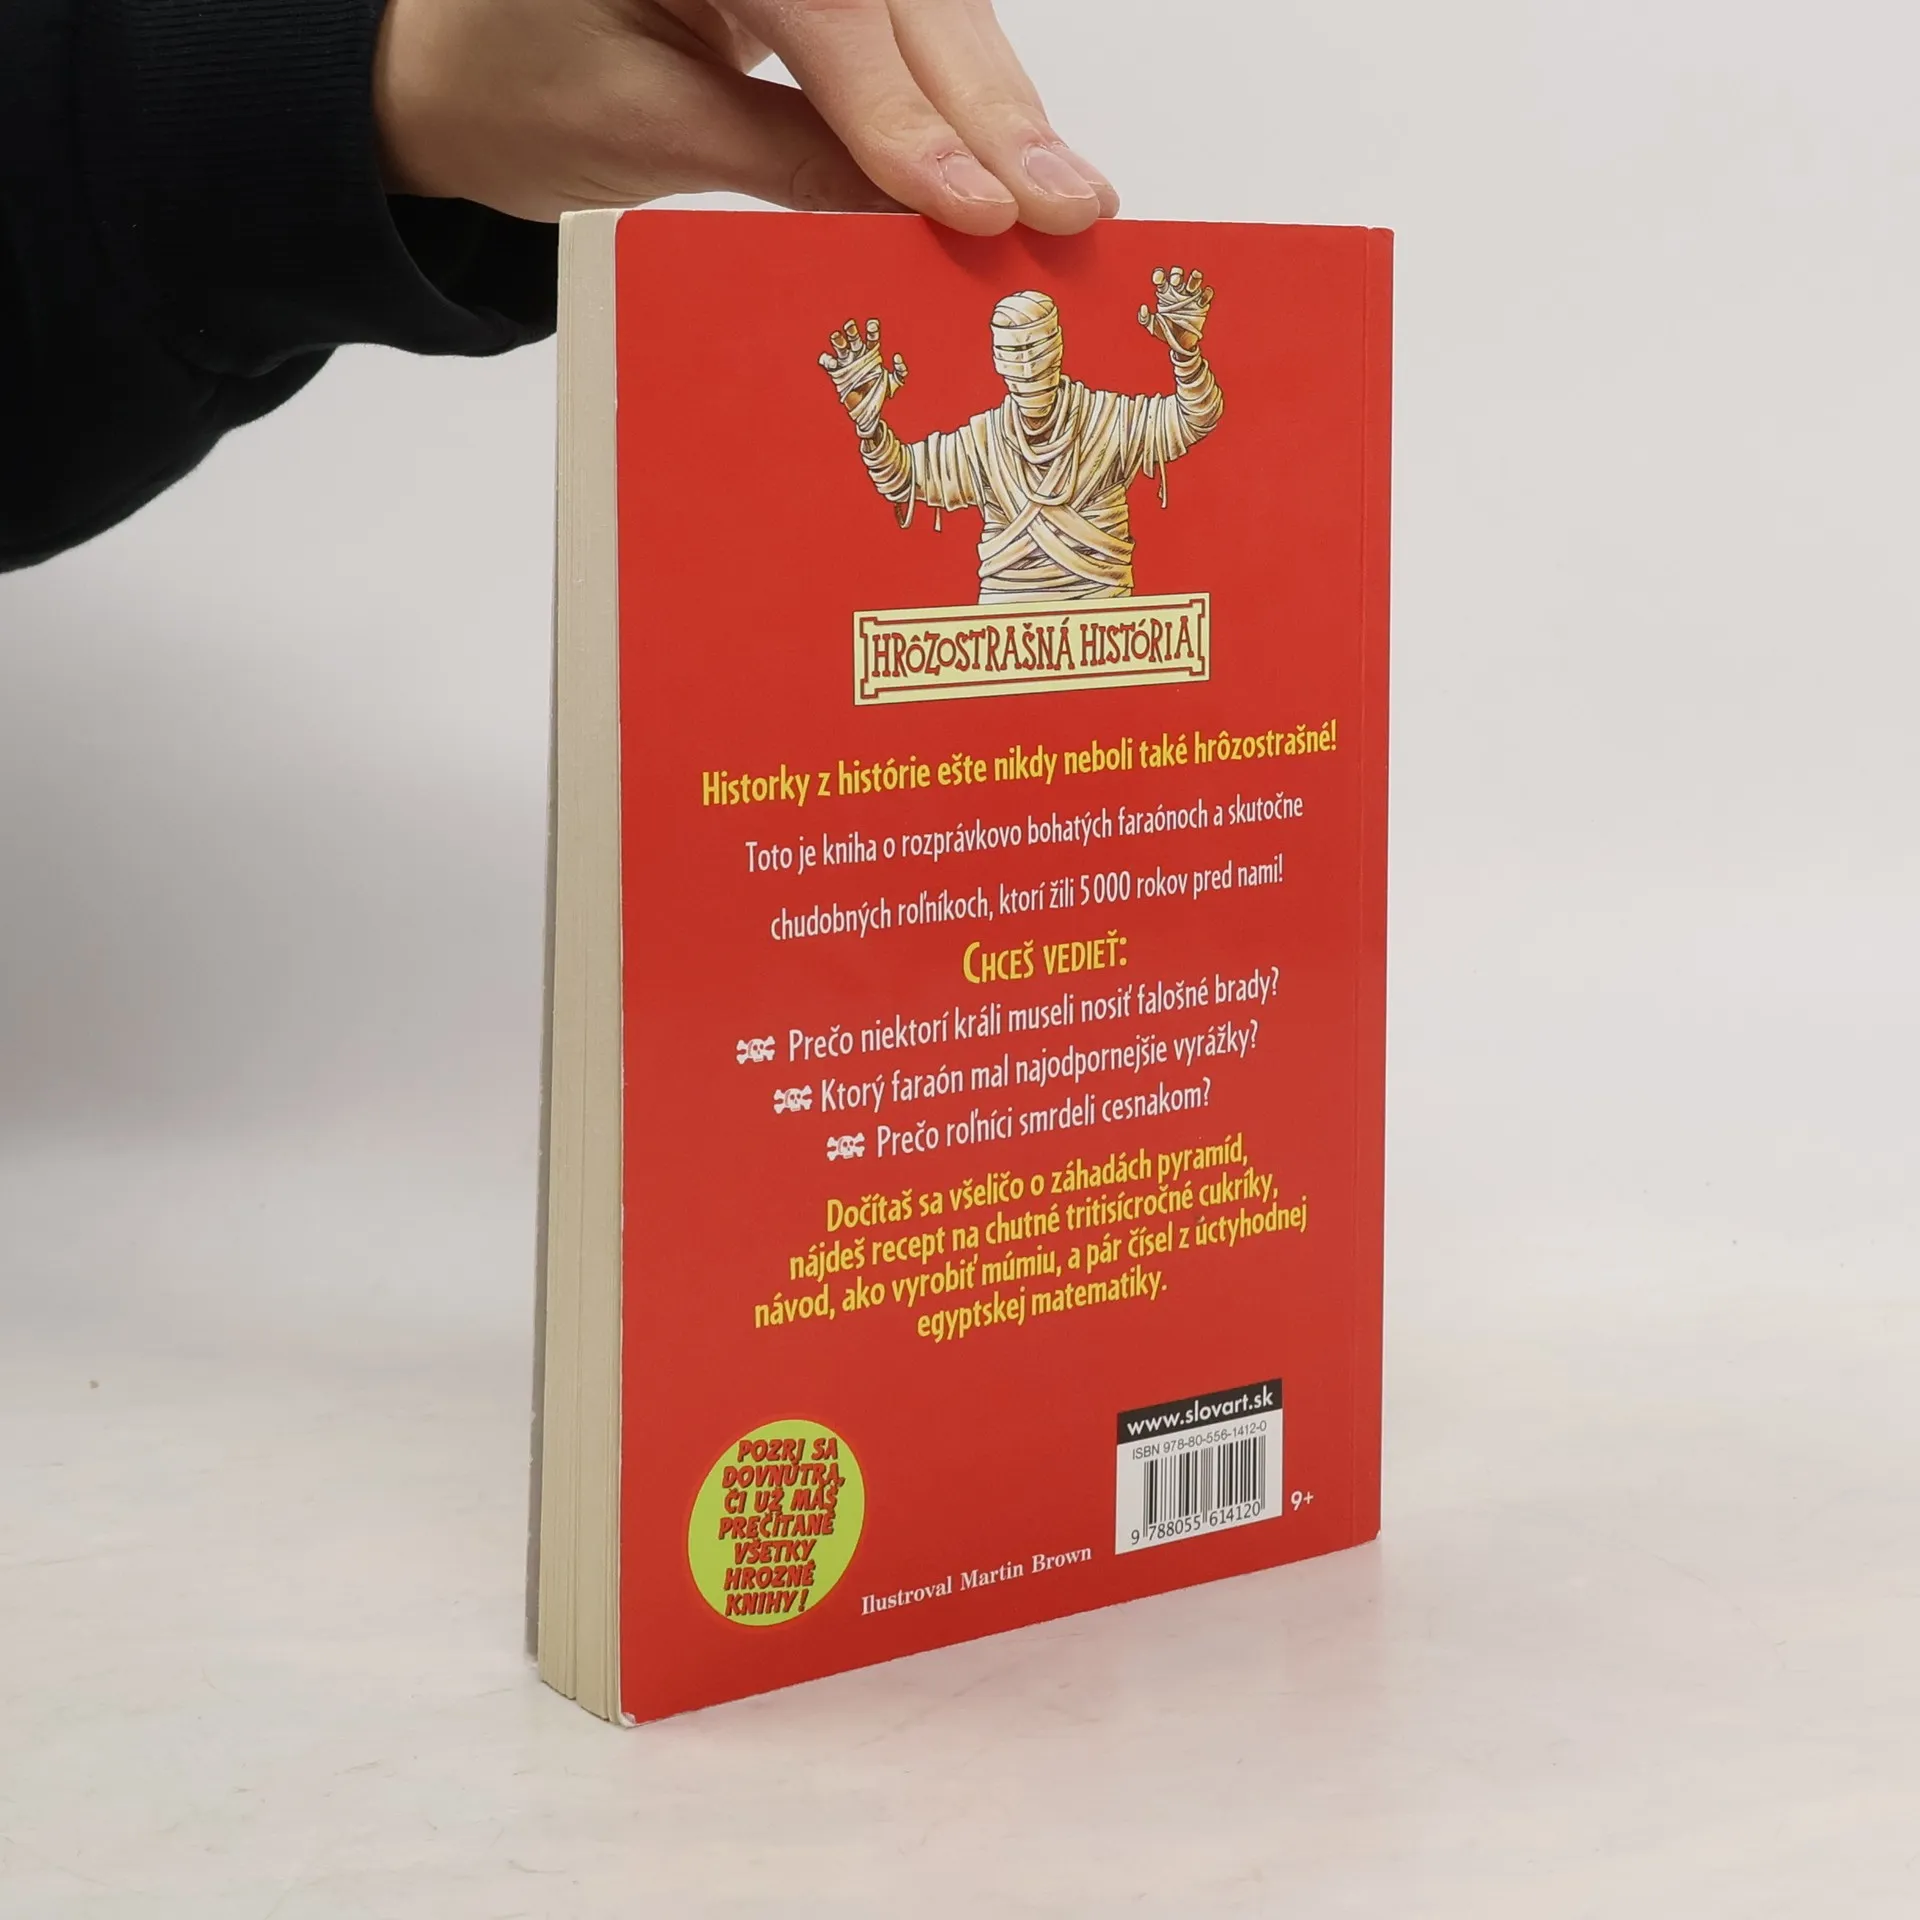 HRÔZOSTRAŠNÁ HISTÓRIA
Historky z histórie ešte nikdy neboli také hrôzostrašné!
Toto je kniha o rozprávkovo bohatých faraónoch a skutočne
chudobných roľníkoch, ktorí žili 5 000 rokov pred nami!
CHCEŠ VEDIEŤ:
Prečo niektorí králi museli nosiť falošné brady?
Ktorý faraón mal najodpornejšie vyrážky?
Prečo roľníci smrdeli cesnakom?
Dočítaš sa všeličo o záhadách pyramíd,
nájdeš recept na chutné tritisícročné cukríky,
návod, ako vyrobiť múmiu, a pár čísel z úctyhodnej
egyptskej matematiky.
POZRI SA
DOVNÚTRA,
ČI UŽ MÁŠ
PREČÍTANÉ
VŠETKY
HROZNÉ
KNIHY!
Ilustroval Martin Brown
www.slovart.sk
ISBN 978-80-556-1412-0
9 788055 614120
9+